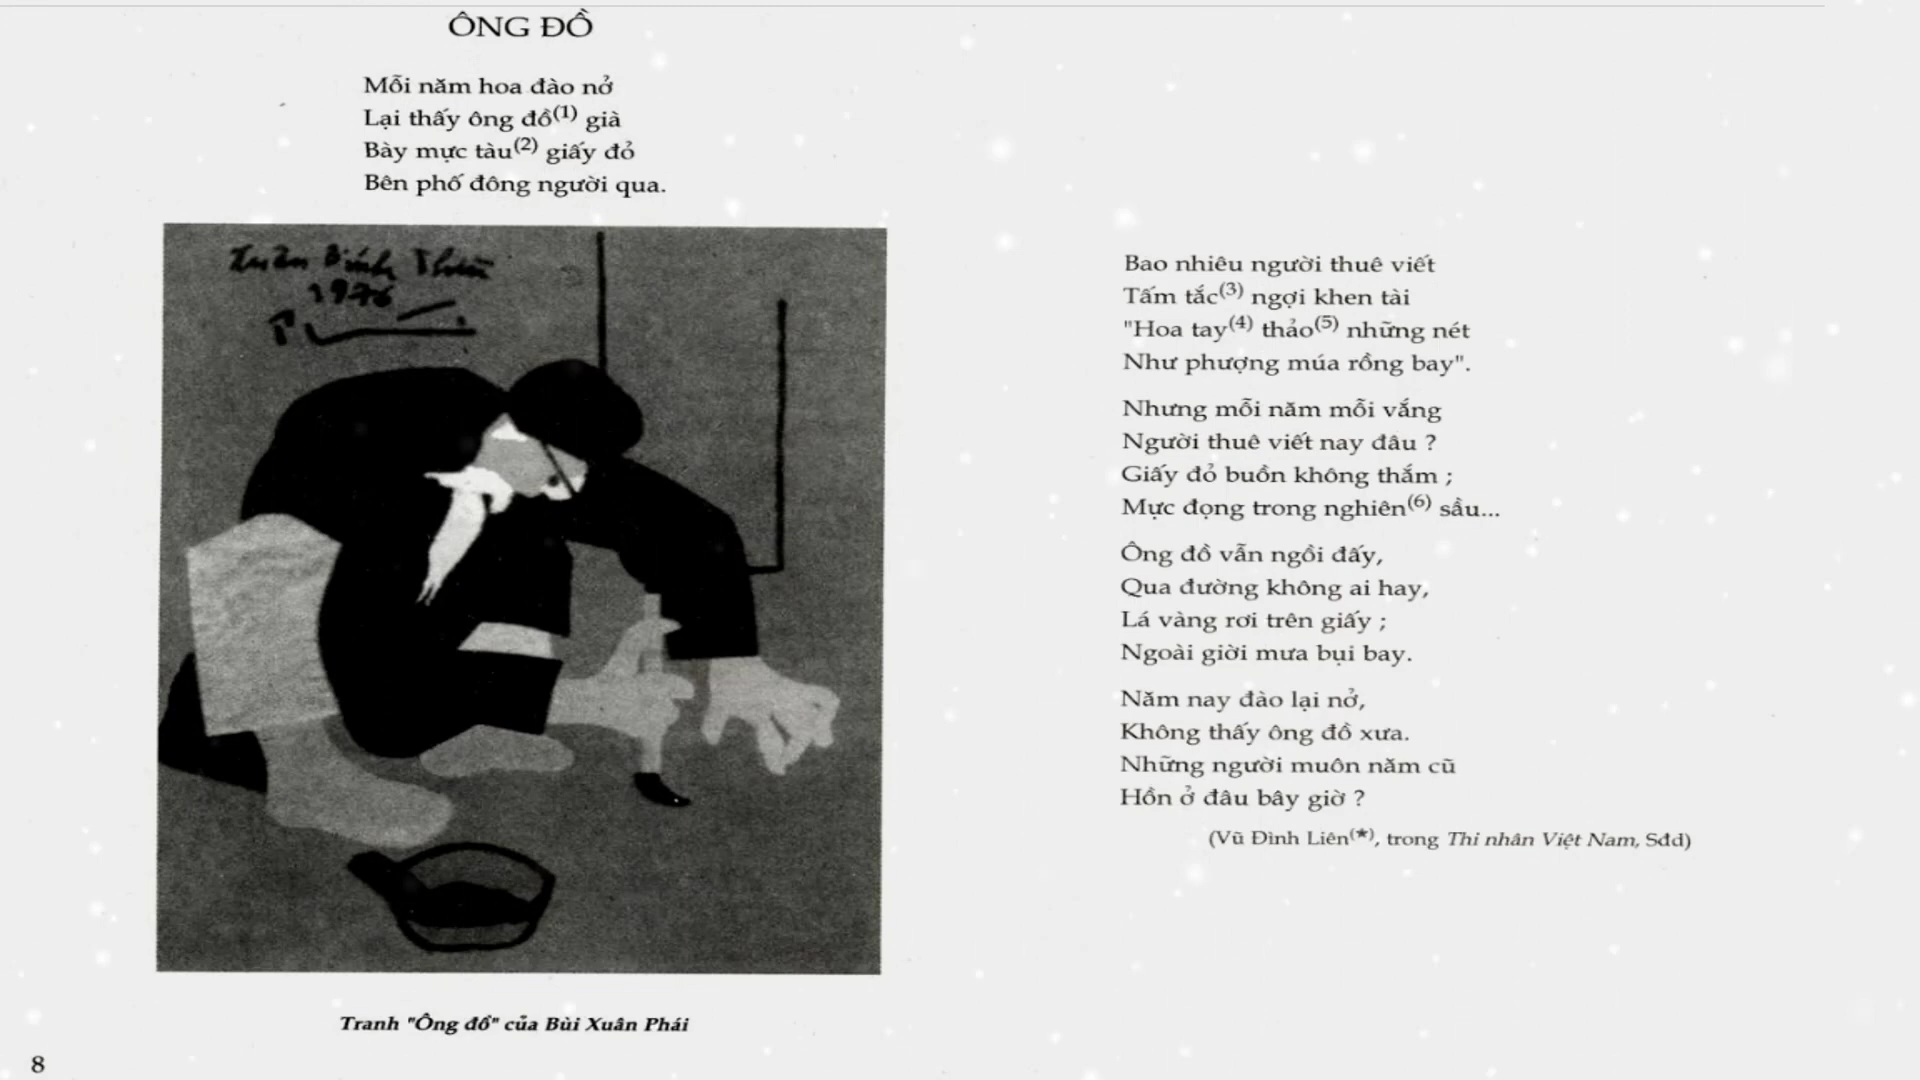 ÔNG ĐỒ
Mỗi năm hoa đào nở
Lại thấy ông đồ(1) già
Bày mực tàu(2) giấy đỏ
Bên phố đông người qua.
Xuân Bính Thìn
1976
Tranh "Ông đồ" của Bùi Xuân Phái
8
Bao nhiêu người thuê viết
Tấm tắc(3) ngợi khen tài
"Hoa tay(4) thảo(5) những nét
Như phượng múa rồng bay".
Nhưng mỗi năm mỗi vắng
Người thuê viết nay đâu ?
Giấy đỏ buồn không thắm ;
Mực đọng trong nghiên(6) sầu...
Ông đồ vẫn ngồi đấy,
Qua đường không ai hay,
Lá vàng rơi trên giấy ;
Ngoài giời mưa bụi bay.
Năm nay đào lại nở,
Không thấy ông đồ xưa.
Những người muôn năm cũ
Hồn ở đâu bây giờ ?
(Vũ Đình Liên(★), trong Thi nhân Việt Nam, Sđd)